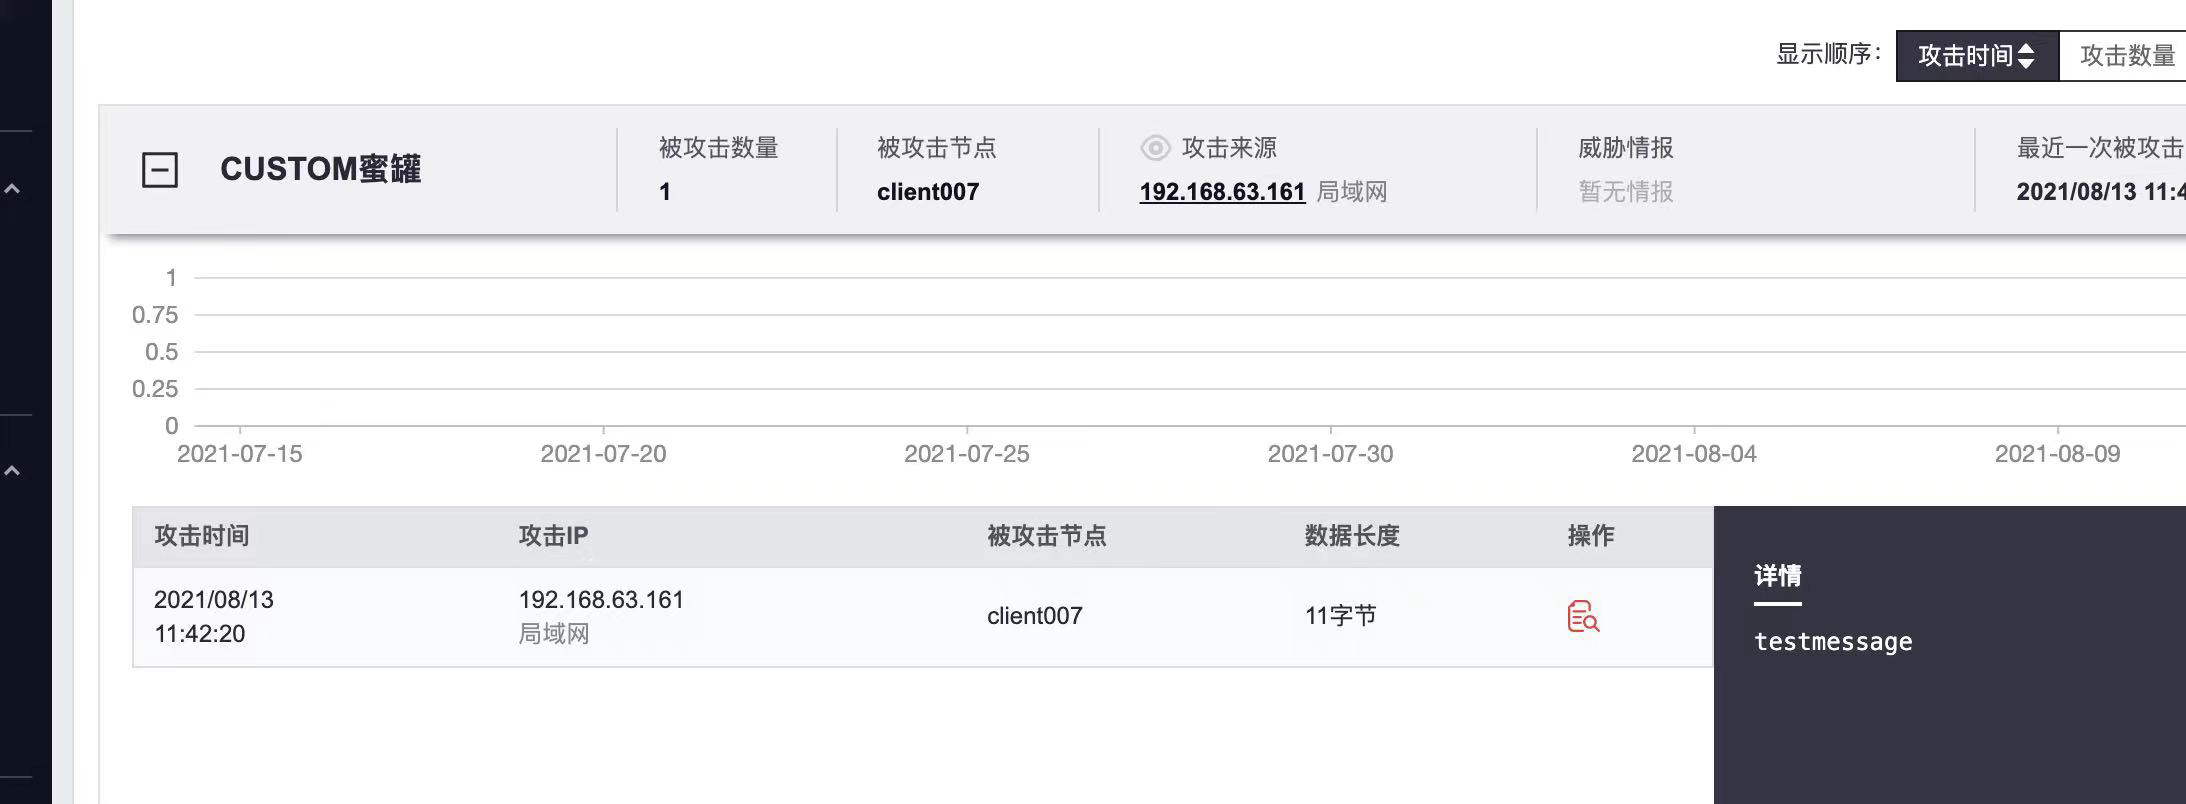 显示顺序： 攻击时间 攻击数量
CUSTOM蜜罐
被攻击数量
1
被攻击节点
client007
攻击来源
192.168.63.161 局域网
威胁情报
暂无情报
最近一次被攻击
2021/08/13 11:4
1
0.75
0.5
0.25
0
2021-07-15 2021-07-20 2021-07-25 2021-07-30 2021-08-04 2021-08-09
攻击时间 攻击IP 被攻击节点 数据长度 操作
2021/08/13
11:42:20
192.168.63.161
局域网
client007
11字节
详情
testmessage